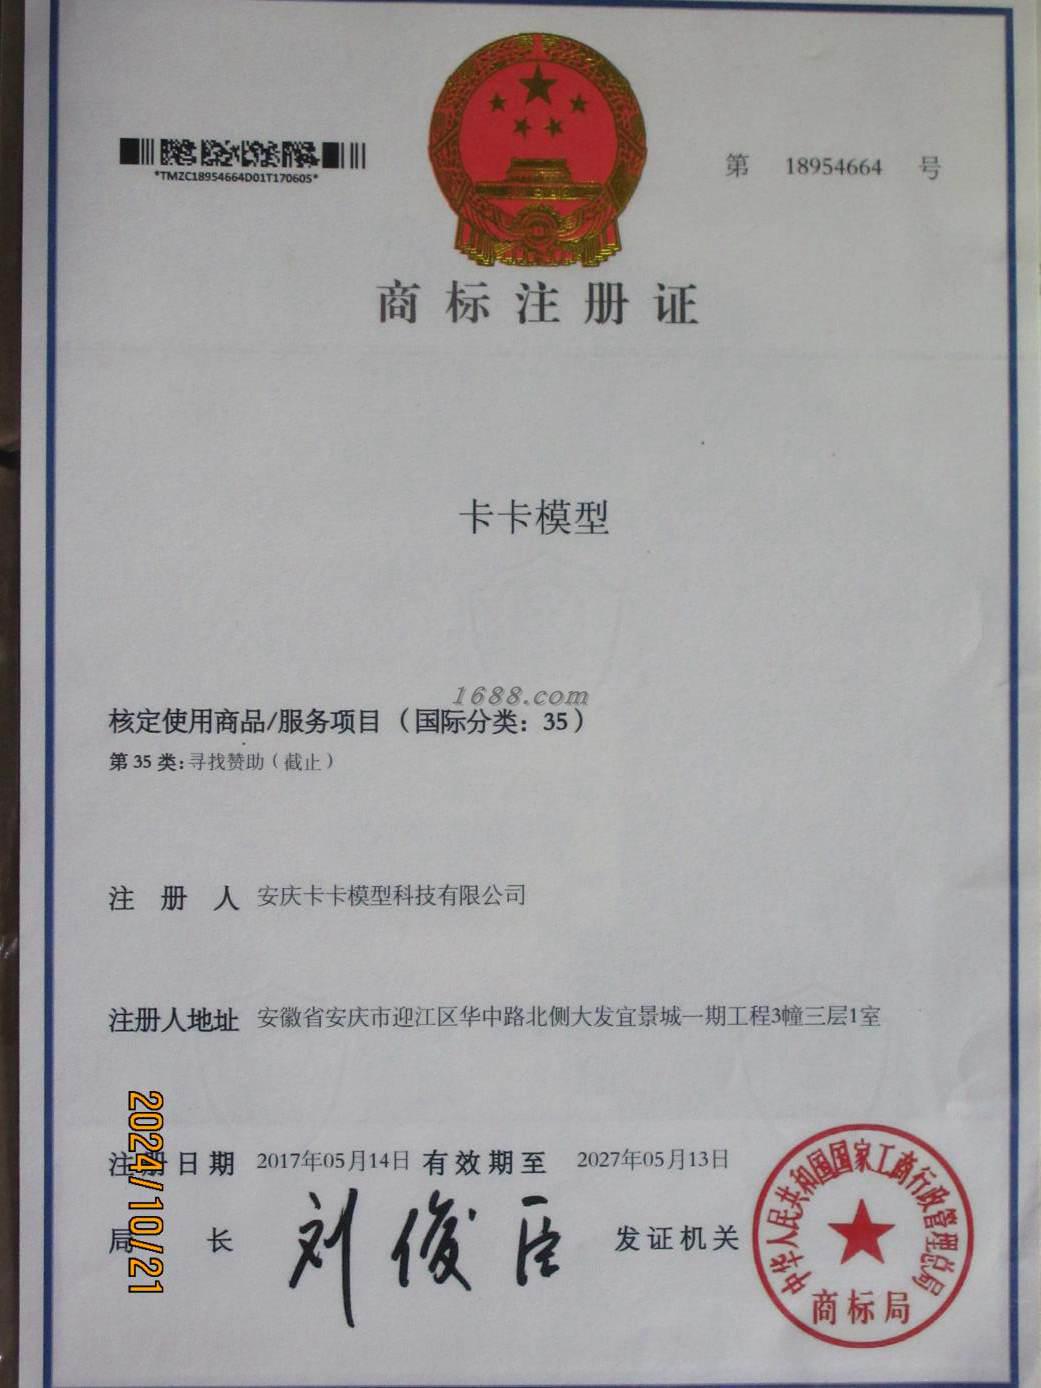 *TMZC18954664D01T170605*
第 18954664 号
商标注册证
卡卡模型
1688.com
核定使用商品/服务项目（国际分类：35）
第 35 类：寻找赞助（截止）
注 册 人 安庆卡卡模型科技有限公司
注册人地址 安徽省安庆市迎江区华中路北侧大发宜景城一期工程3幢三层1室
注册日期 2017年05月14日 有效期至 2027年05月13日
局 长 刘俊臣 发证机关
中华人民共和国国家工商行政管理总局
商标局
2024/10/21